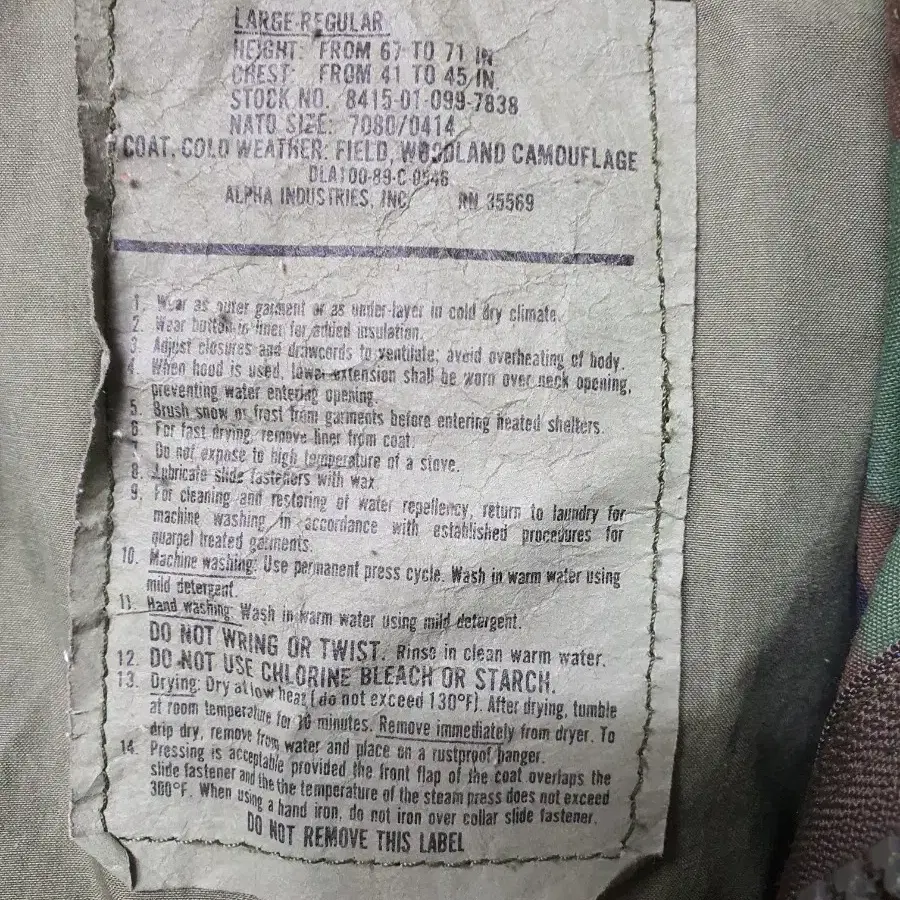 LARGE-REGULAR
HEIGHT: FROM 67 TO 71 IN
CHEST: FROM 41 TO 45 IN
STOCK NO. 8415-01-099-7838
NATO SIZE: 7080/0414
COAT, COLD WEATHER: FIELD, WOODLAND CAMOUFLAGE
DLA100-89-C-0546
ALPHA INDUSTRIES, INC. RN 35569
1. Wear as outer garment or as under-layer in cold dry climate.
2. Wear button-in liner for added insulation.
3. Adjust closures and drawcords to ventilate; avoid overheating of body.
4. When hood is used, lower extension shall be worn over neck opening,
preventing water entering opening.
5. Brush snow or frost from garments before entering heated shelters.
6. For fast drying, remove liner from coat.
7. Do not expose to high temperature of a stove.
8. Lubricate slide fasteners with wax.
9. For cleaning and restoring of water repellency, return to laundry for
machine washing in accordance with established procedures for
quarpel treated garments.
10. Machine washing: Use permanent press cycle. Wash in warm water using
mild detergent.
11. Hand washing: Wash in warm water using mild detergent.
DO NOT WRING OR TWIST. Rinse in clean warm water.
12. DO NOT USE CHLORINE BLEACH OR STARCH.
13. Drying: Dry at low heat (do not exceed 130°F). After drying, tumble
at room temperature for 10 minutes. Remove immediately from dryer. To
drip dry, remove from water and place on a rustproof hanger.
14. Pressing is acceptable provided the front flap of the coat overlaps the
slide fastener and the the temperature of the steam press does not exceed
300°F. When using a hand iron, do not iron over collar slide fastener.
DO NOT REMOVE THIS LABEL